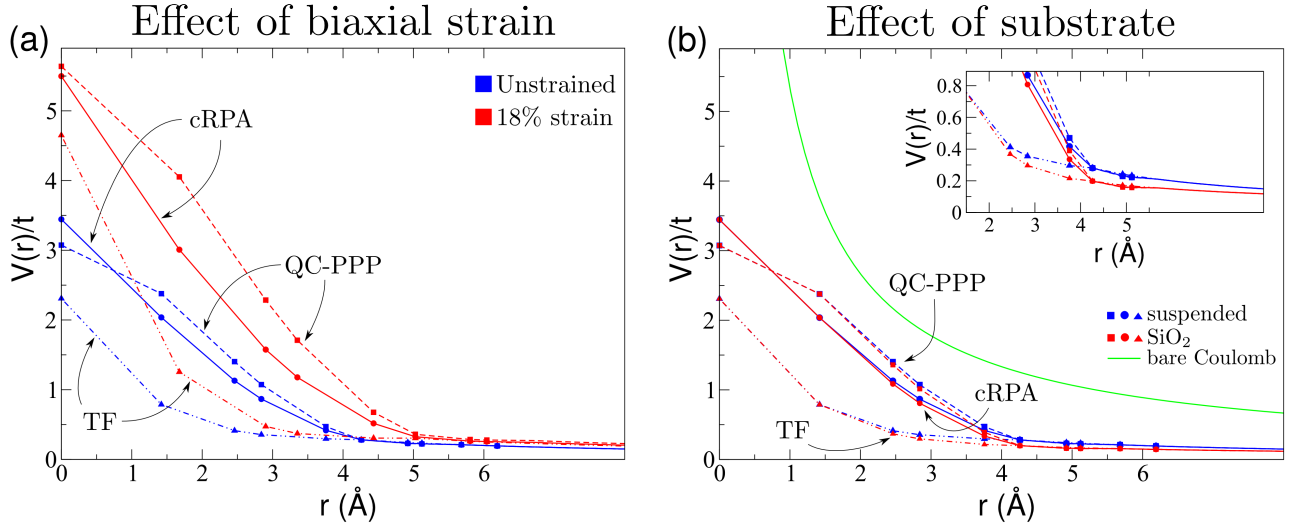 Effect of biaxial strain
(a)
V(r)/t
5
4
3
2
1
0
0 1 2 3 4 5 6
r (Å)
Unstrained
18% strain
cRPA
QC-PPP
TF
Effect of substrate
(b)
V(r)/t
5
4
3
2
1
0
0 1 2 3 4 5 6
r (Å)
QC-PPP
cRPA
TF
suspended
SiO₂
bare Coulomb
V(r)/t
0.8
0.6
0.4
0.2
0
2 3 4 5
r (Å)